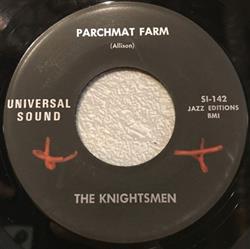 PARCHMAT FARM
(Allison)
UNIVERSAL
SOUND
SI-142
JAZZ EDITIONS
BMI
THE KNIGHTSMEN